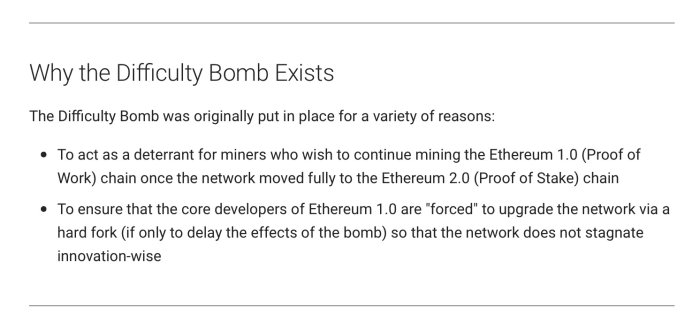 Why the Difficulty Bomb Exists
The Difficulty Bomb was originally put in place for a variety of reasons:
• To act as a deterrant for miners who wish to continue mining the Ethereum 1.0 (Proof of
Work) chain once the network moved fully to the Ethereum 2.0 (Proof of Stake) chain
• To ensure that the core developers of Ethereum 1.0 are "forced" to upgrade the network via a
hard fork (if only to delay the effects of the bomb) so that the network does not stagnate
innovation-wise